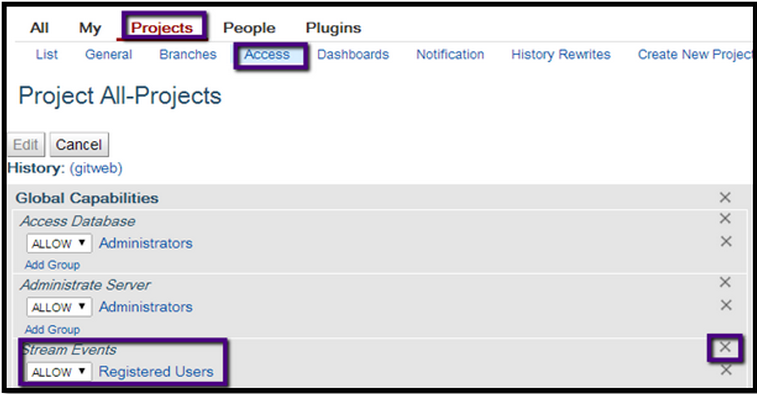 All My Projects People Plugins
List General Branches Access Dashboards Notification History Rewrites Create New Project
Project All-Projects
Edit Cancel
History: (gitweb)
Global Capabilities
Access Database
ALLOW Administrators
Add Group
Administrate Server
ALLOW Administrators
Add Group
Stream Events
ALLOW Registered Users